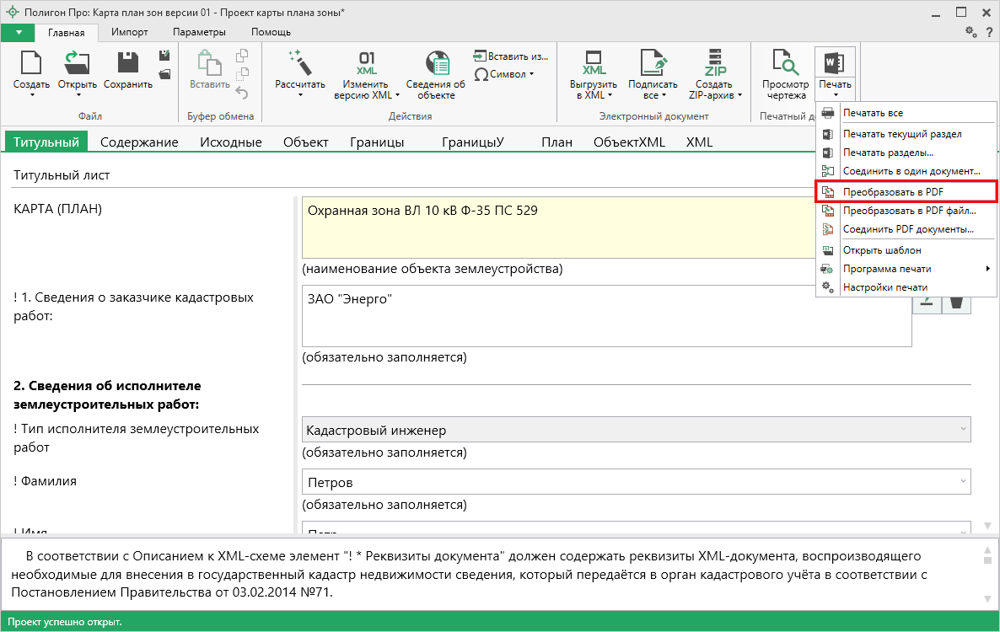 Полигон Про: Карта план зон версии 01 - Проект карты плана зоны*
Главная Импорт Параметры Помощь
?
Создать Открыть Сохранить
Файл
Вставить
Буфер обмена
Рассчитать
01 XML
Изменить версию XML
Сведения об объекте
Вставить из...
Символ
Действия
XML
Выгрузить в XML
Подписать все
ZIP
Создать ZIP-архив
Электронный документ
Просмотр чертежа
Печать
Печатный д
Печатать все
Печатать текущий раздел
Печатать разделы...
Соединить в один документ...
Преобразовать в PDF
Преобразовать в PDF файл...
Соединить PDF документы...
Открыть шаблон
Программа печати
Настройки печати
Титульный Содержание Исходные Объект Границы ГраницыУ План ОбъектXML XML
Титульный лист
КАРТА (ПЛАН)
Охранная зона ВЛ 10 кВ Ф-35 ПС 529
(наименование объекта землеустройства)
! 1. Сведения о заказчике кадастровых
работ:
ЗАО "Энерго"
(обязательно заполняется)
2. Сведения об исполнителе
землеустроительных работ:
! Тип исполнителя землеустроительных
работ
Кадастровый инженер
(обязательно заполняется)
! Фамилия
Петров
(обязательно заполняется)
! Имя
Петр
В соответствии с Описанием к XML-схеме элемент "! * Реквизиты документа" должен содержать реквизиты XML-документа, воспроизводящего
необходимые для внесения в государственный кадастр недвижимости сведения, который передаётся в орган кадастрового учёта в соответствии с
Постановлением Правительства от 03.02.2014 №71.
Проект успешно открыт.